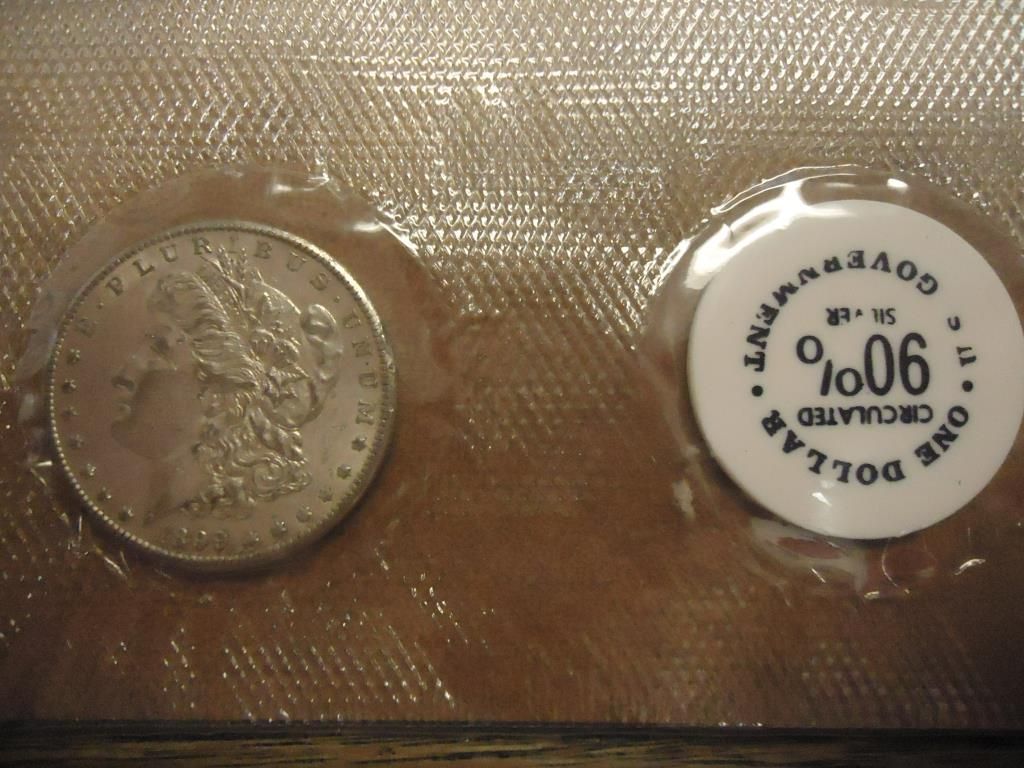 E · PLURIBUS · UNUM
GOVERNMENT
ONE DOLLAR
CIRCULATED
90%